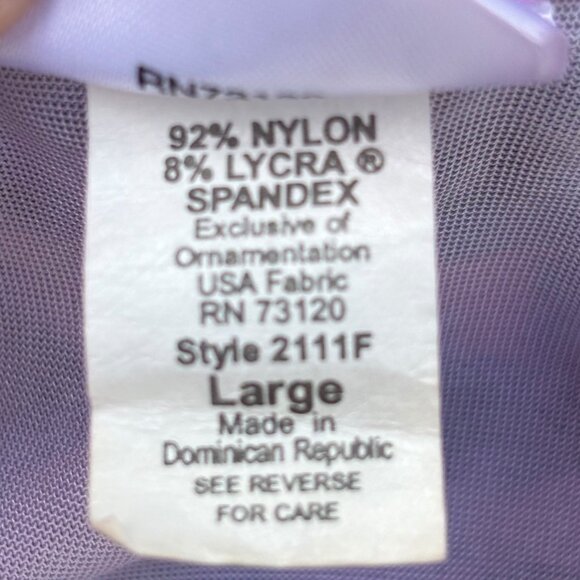 92% NYLON
8% LYCRA ®
SPANDEX
Exclusive of
Ornamentation
USA Fabric
RN 73120
Style 2111F
Large
Made in
Dominican Republic
SEE REVERSE
FOR CARE